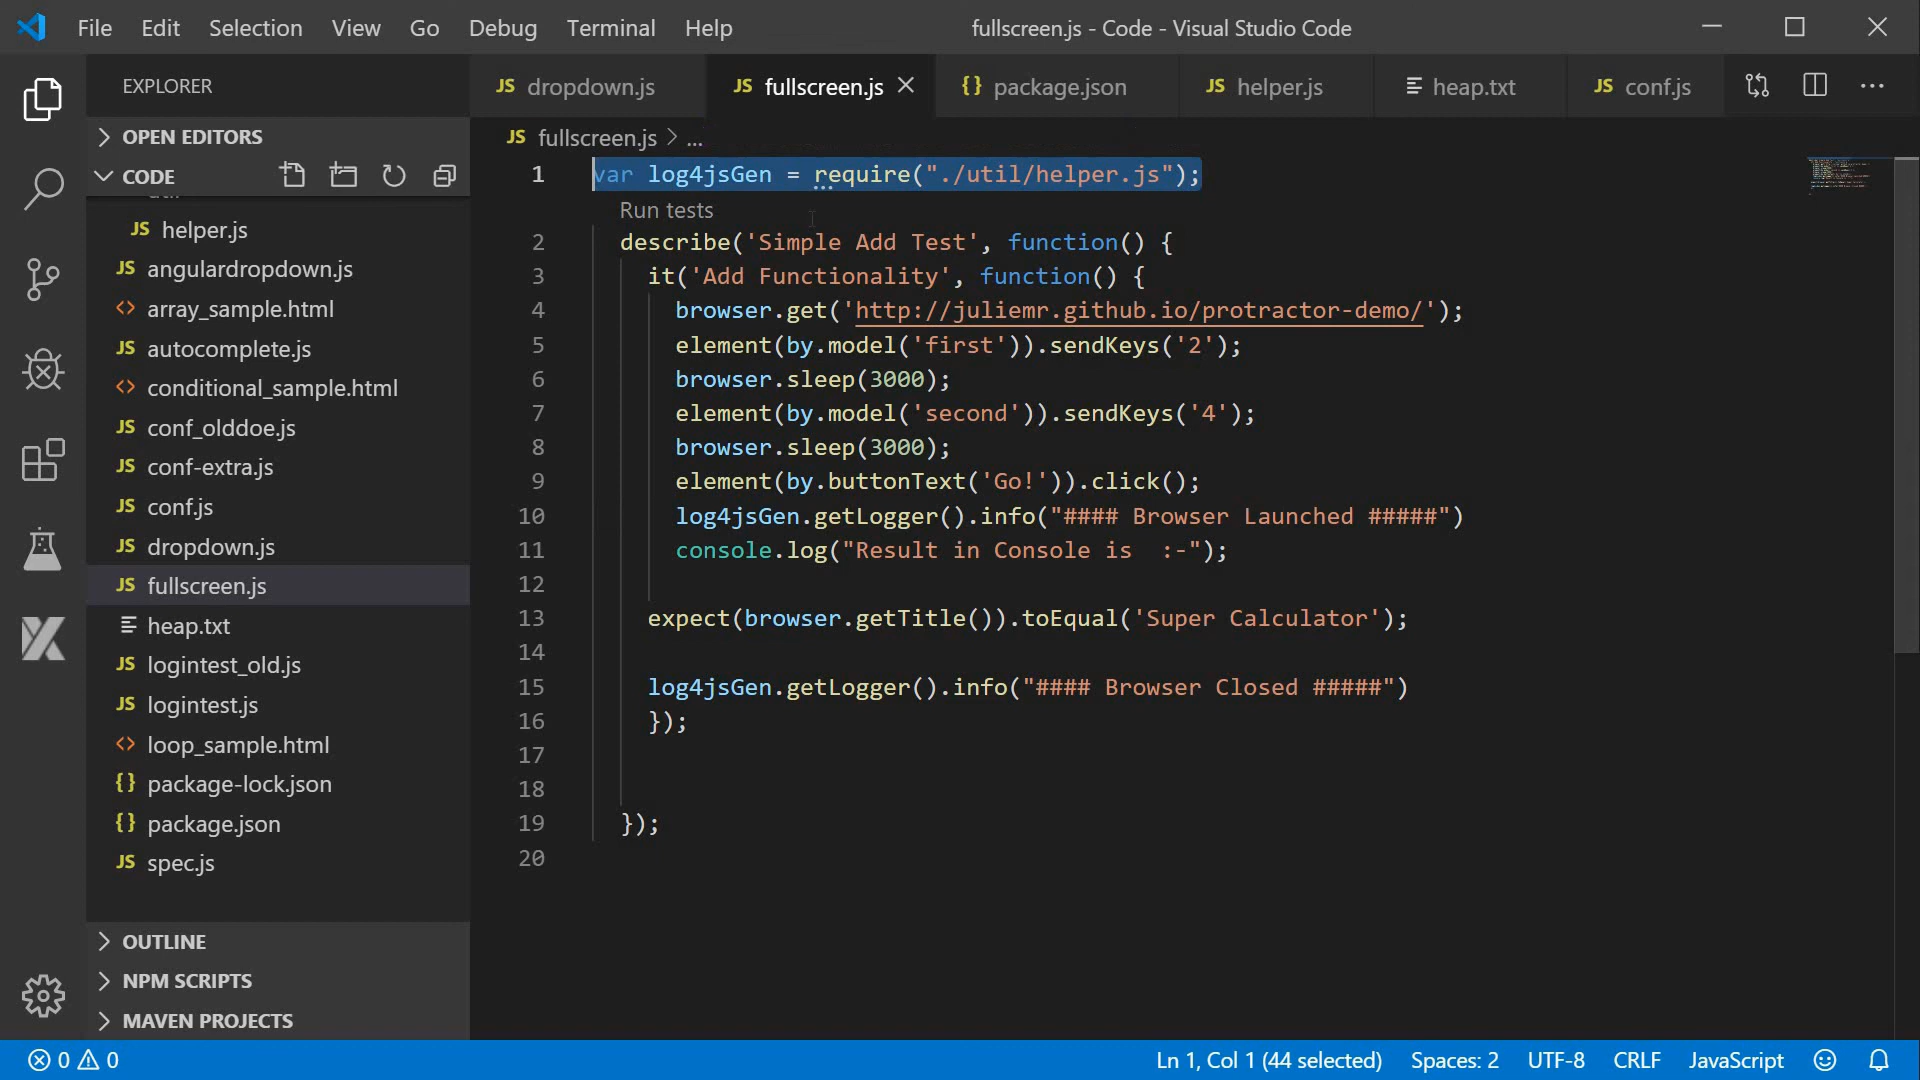 File Edit Selection View Go Debug Terminal Help fullscreen.js - Code - Visual Studio Code
EXPLORER
OPEN EDITORS
CODE
JS helper.js
JS angulardropdown.js
<> array_sample.html
JS autocomplete.js
<> conditional_sample.html
JS conf_olddoe.js
JS conf-extra.js
JS conf.js
JS dropdown.js
JS fullscreen.js
heap.txt
JS logintest_old.js
JS logintest.js
<> loop_sample.html
{} package-lock.json
{} package.json
JS spec.js
OUTLINE
NPM SCRIPTS
MAVEN PROJECTS
JS dropdown.js JS fullscreen.js {} package.json JS helper.js heap.txt JS conf.js
JS fullscreen.js > ...
1 var log4jsGen = require("./util/helper.js");
Run tests
2 describe('Simple Add Test', function() {
3 it('Add Functionality', function() {
4 browser.get('http://juliemr.github.io/protractor-demo/');
5 element(by.model('first')).sendKeys('2');
6 browser.sleep(3000);
7 element(by.model('second')).sendKeys('4');
8 browser.sleep(3000);
9 element(by.buttonText('Go!')).click();
10 log4jsGen.getLogger().info("#### Browser Launched #####")
11 console.log("Result in Console is  :-");
12
13 expect(browser.getTitle()).toEqual('Super Calculator');
14
15 log4jsGen.getLogger().info("#### Browser Closed #####")
16 });
17
18
19 });
20
0 0 Ln 1, Col 1 (44 selected) Spaces: 2 UTF-8 CRLF JavaScript